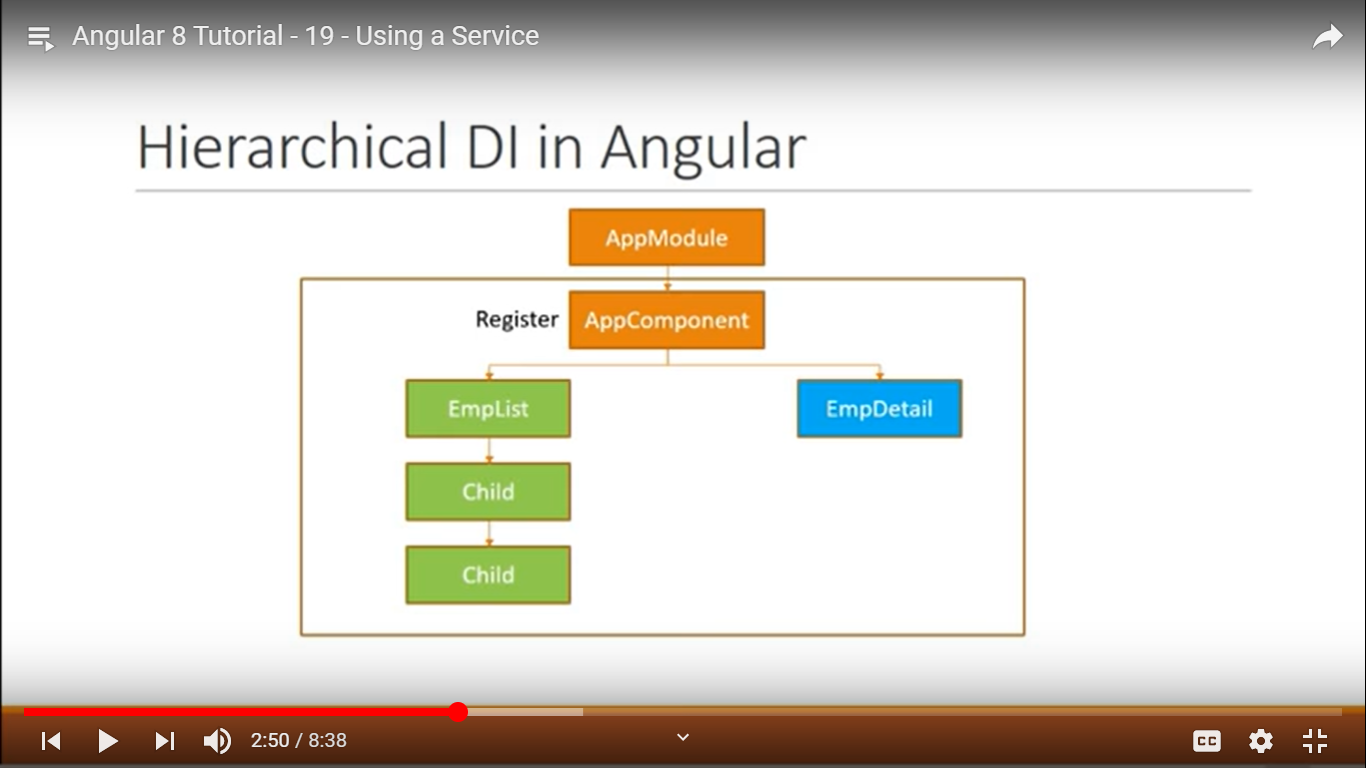 Angular 8 Tutorial - 19 - Using a Service
Hierarchical DI in Angular
AppModule
Register
AppComponent
EmpList
EmpDetail
Child
Child
2:50 / 8:38
CC